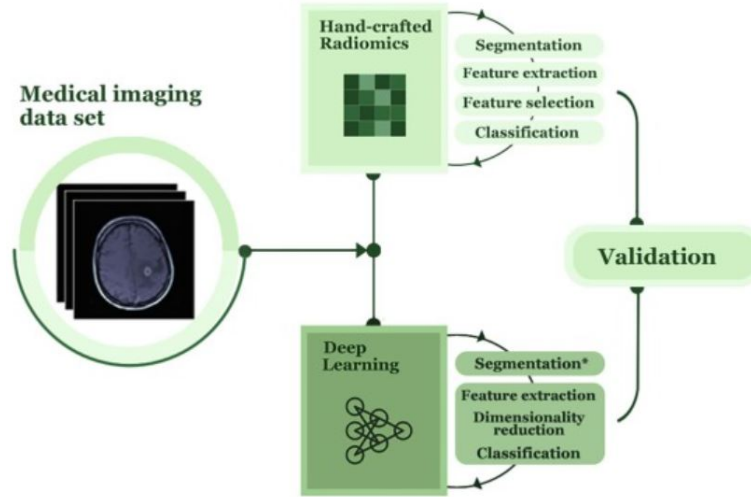 Medical imaging
data set
Hand-crafted
Radiomics
Segmentation
Feature extraction
Feature selection
Classification
Validation
Deep
Learning
Segmentation*
Feature extraction
Dimensionality
reduction
Classification